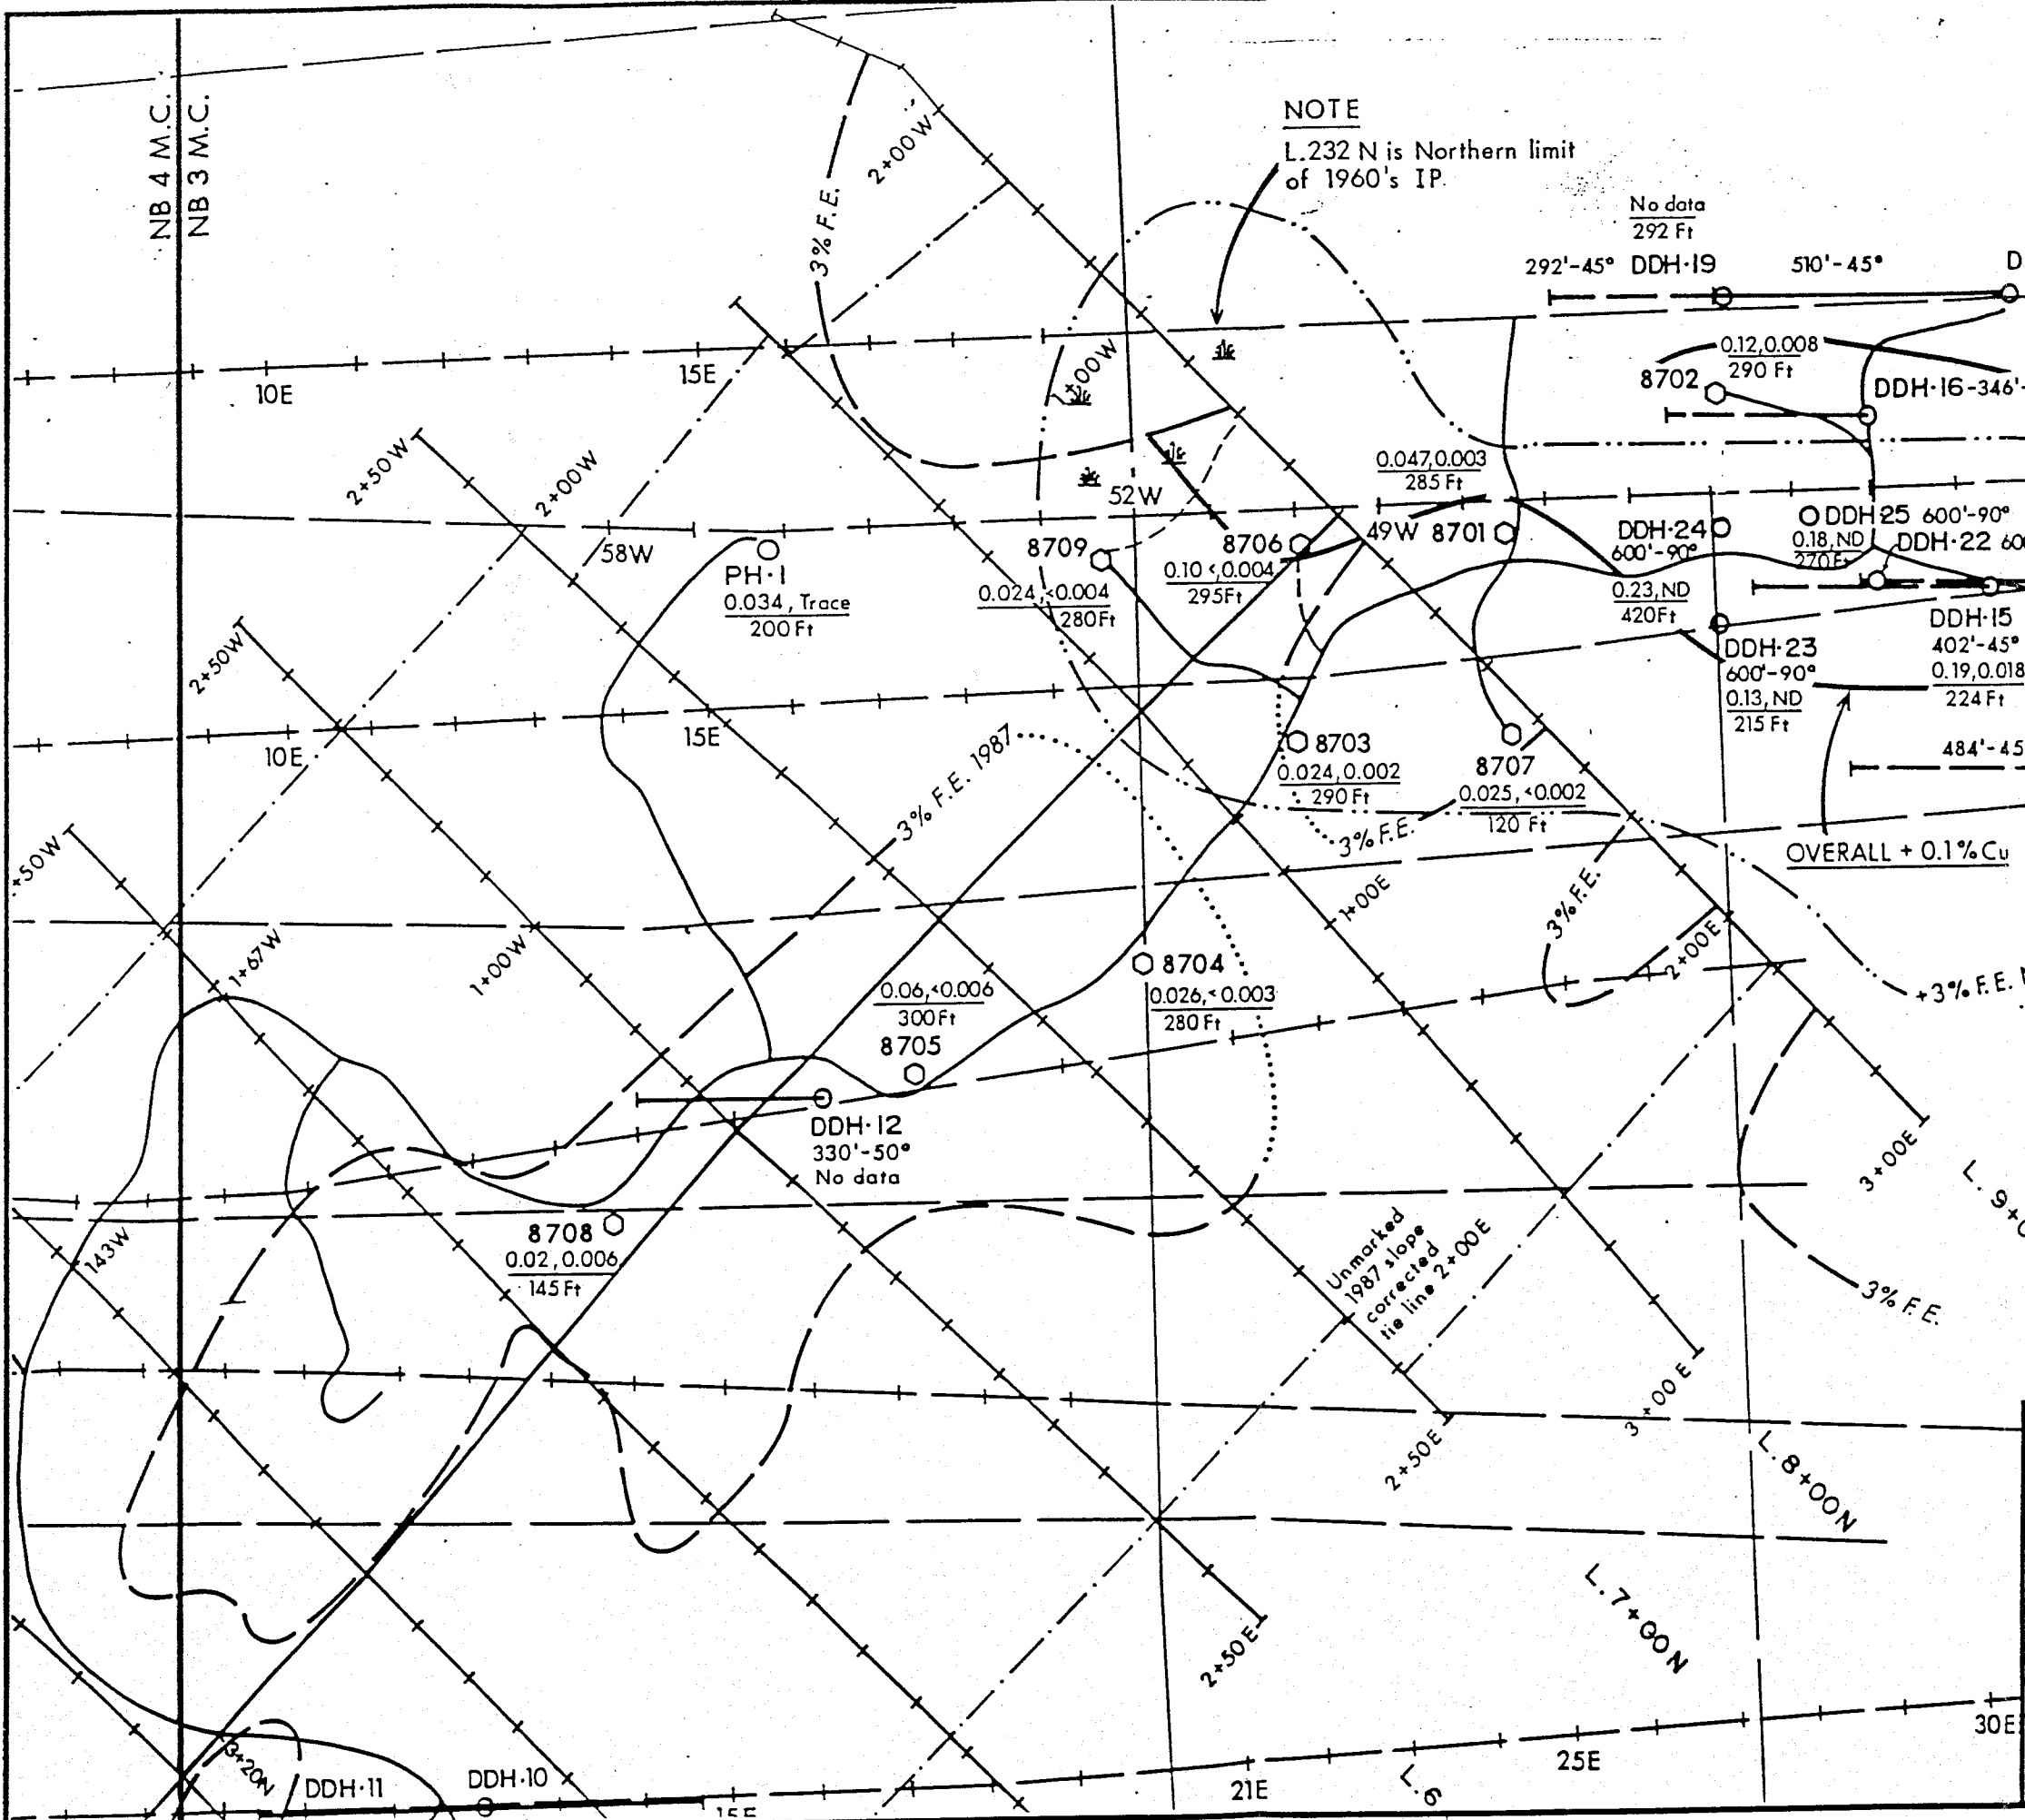 NB 4 M.C.
NB 3 M.C.
2+00W
3% F.E.
NOTE
L.232 N is Northern limit
of 1960's IP.
No data
292 Ft
292'-45° DDH·19
510'-45°
D
10E
15E
1+00W
0.12,0.008
290 Ft
8702
DDH·16-346'-
2+50W
2+00W
58W
52W
0.047,0.003
285 Ft
49W
8701
DDH·24
600'-90°
0.23,ND
420Ft
DDH 25 600'-90°
0.18,ND
270Ft
DDH·22 600
PH·1
0.034, Trace
200 Ft
8709
0.024,<0.004
280Ft
8706
0.10<,0.004
295Ft
DDH·23
600'-90°
0.13,ND
215 Ft
DDH·15
402'-45°
0.19,0.018
224 Ft
484'-45
2+50W
10E
15E
3% F.E. 1987
8703
0.024,0.002
290 Ft
8707
0.025,<0.002
120 Ft
3% F.E.
OVERALL + 0.1% Cu
+50W
1+67W
1+00W
1+00E
3% F.E.
2+00E
+3% F.E.
8704
0.026,<0.003
280 Ft
0.06,<0.006
300Ft
8705
DDH·12
330'-50°
No data
8708
0.02,0.006
145 Ft
143W
Unmarked
1987 slope
corrected
tie line 2+00E
3+00E
L. 9+0
3% F.E.
3+00E
2+50E
L.8+00N
L.7+00N
2+50E
3+20N
DDH·11
DDH·10
15E
21E
L.6
25E
30E